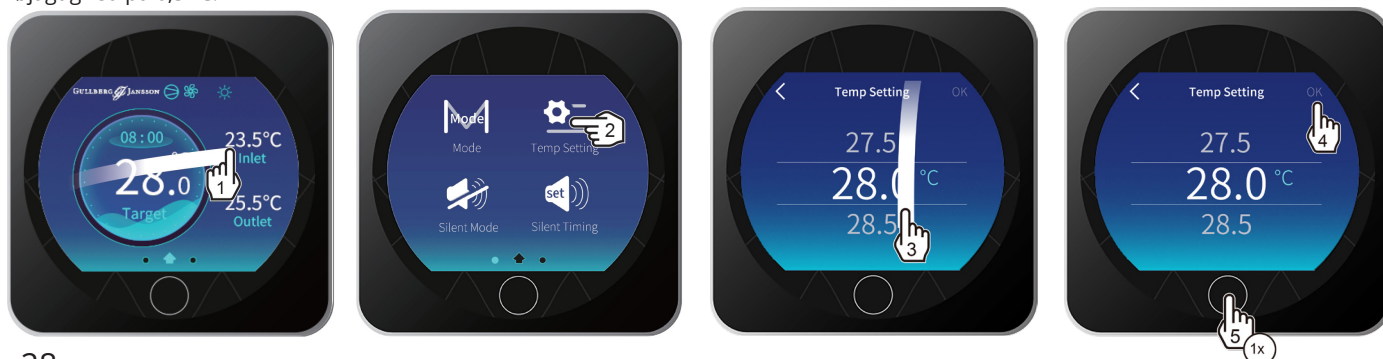 GULLBERG JANSSON
08:00
28.0
Target
23.5°C
Inlet
25.5°C
Outlet
1
Mode
Mode
Temp Setting
2
Silent Mode
set
Silent Timing
Temp Setting OK
27.5
28.0 °C
28.5
3
Temp Setting OK
27.5
28.0 °C
28.5
4
5
1x
28